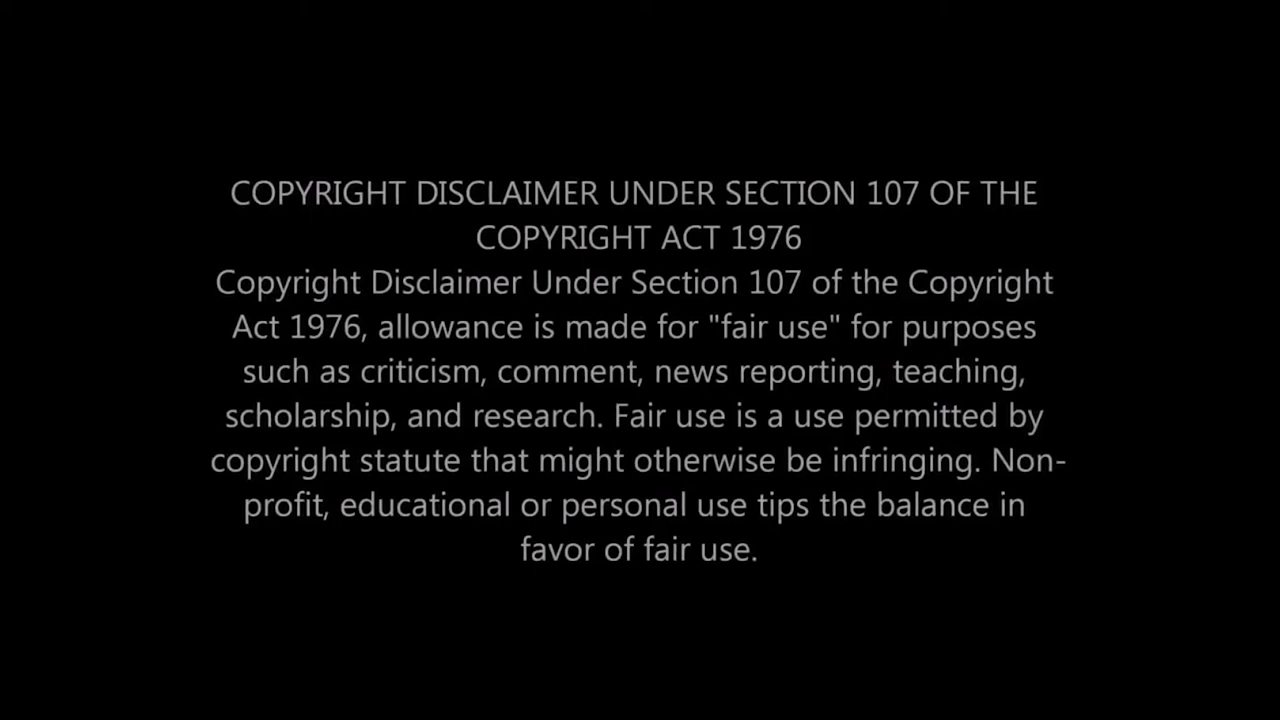 COPYRIGHT DISCLAIMER UNDER SECTION 107 OF THE
COPYRIGHT ACT 1976
Copyright Disclaimer Under Section 107 of the Copyright
Act 1976, allowance is made for "fair use" for purposes
such as criticism, comment, news reporting, teaching,
scholarship, and research. Fair use is a use permitted by
copyright statute that might otherwise be infringing. Non-
profit, educational or personal use tips the balance in
favor of fair use.